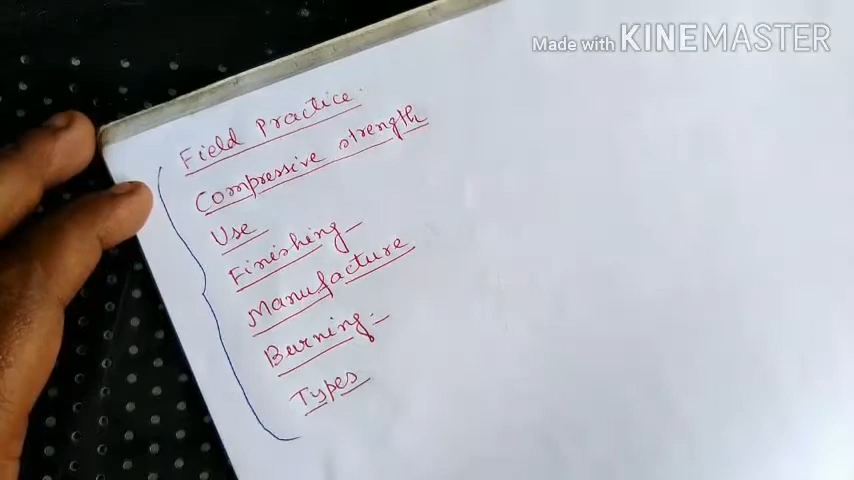 Made with KINEMASTER
Field Practice.
Compressive strength
Use
Finishing
Manufacture
Burning
Types